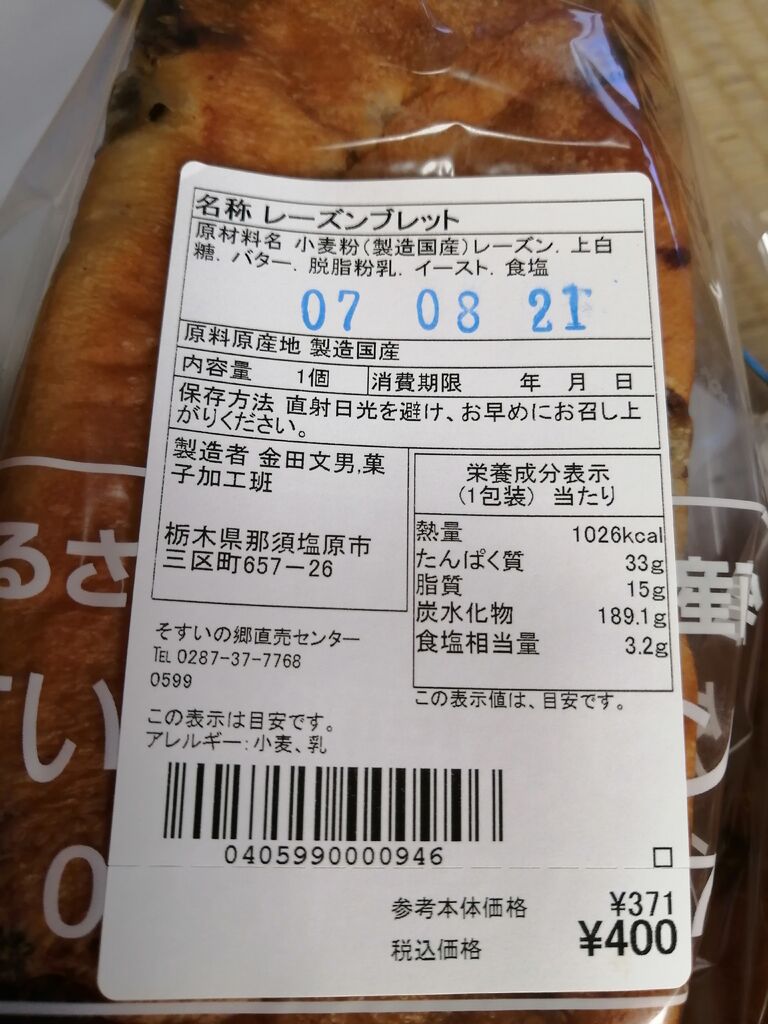 名称 レーズンブレット
原材料名 小麦粉(製造国産)レーズン, 上白
糖, バター, 脱脂粉乳, イースト, 食塩
07 08 21
原料原産地 製造国産
内容量 1個 消費期限 年 月 日
保存方法 直射日光を避け、お早めにお召し上
がりください。
製造者 金田文男,菓
子加工班
栃木県那須塩原市
三区町657-26
栄養成分表示
(1包装) 当たり
熱量 1026kcal
たんぱく質 33g
脂質 15g
炭水化物 189.1g
食塩相当量 3.2g
この表示値は、目安です。
そすいの郷直売センター
TEL 0287-37-7768
0599
この表示は目安です。
アレルギー:小麦、乳
0405990000946
参考本体価格 ¥371
税込価格 ¥400
るさ
産
い
0